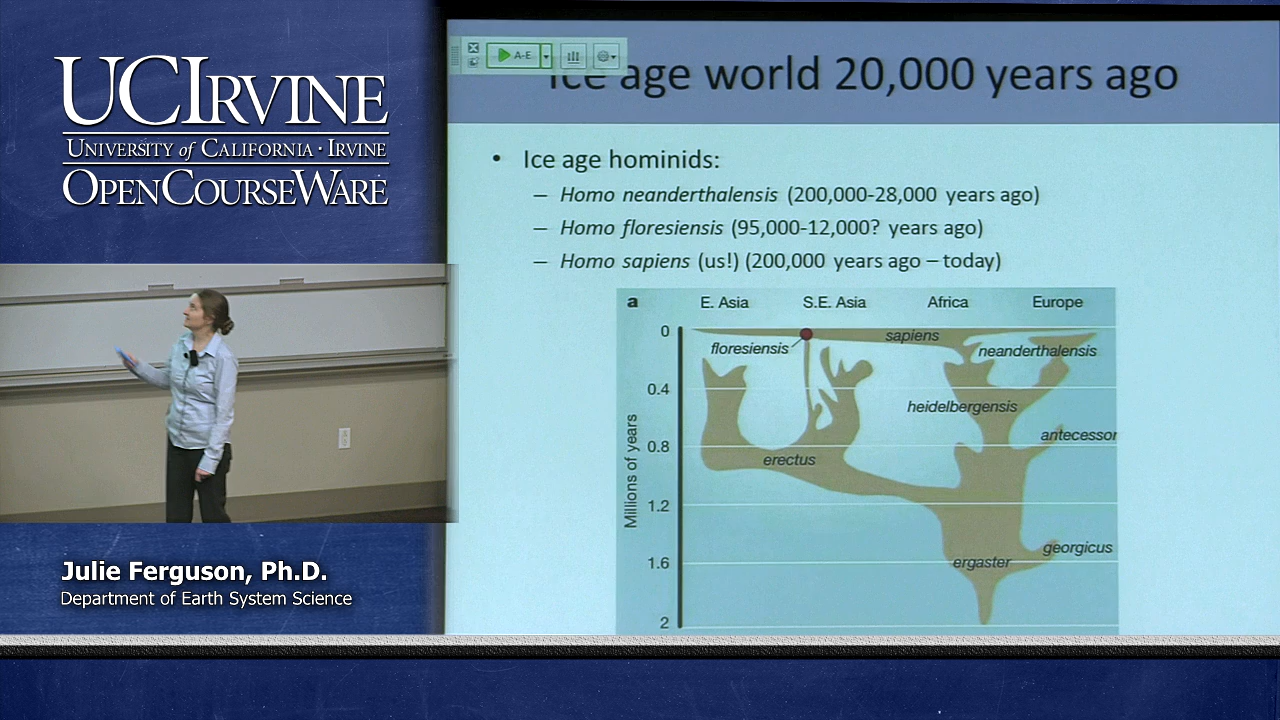 UCIRVINE
UNIVERSITY of CALIFORNIA · IRVINE
OPENCOURSEWARE
Julie Ferguson, Ph.D.
Department of Earth System Science
A-E
Ice age world 20,000 years ago
• Ice age hominids:
– Homo neanderthalensis (200,000-28,000 years ago)
– Homo floresiensis (95,000-12,000? years ago)
– Homo sapiens (us!) (200,000 years ago – today)
a E. Asia S.E. Asia Africa Europe
0
sapiens
floresiensis
neanderthalensis
0.4
heidelbergensis
antecessor
0.8
erectus
Millions of years
1.2
georgicus
1.6
ergaster
2